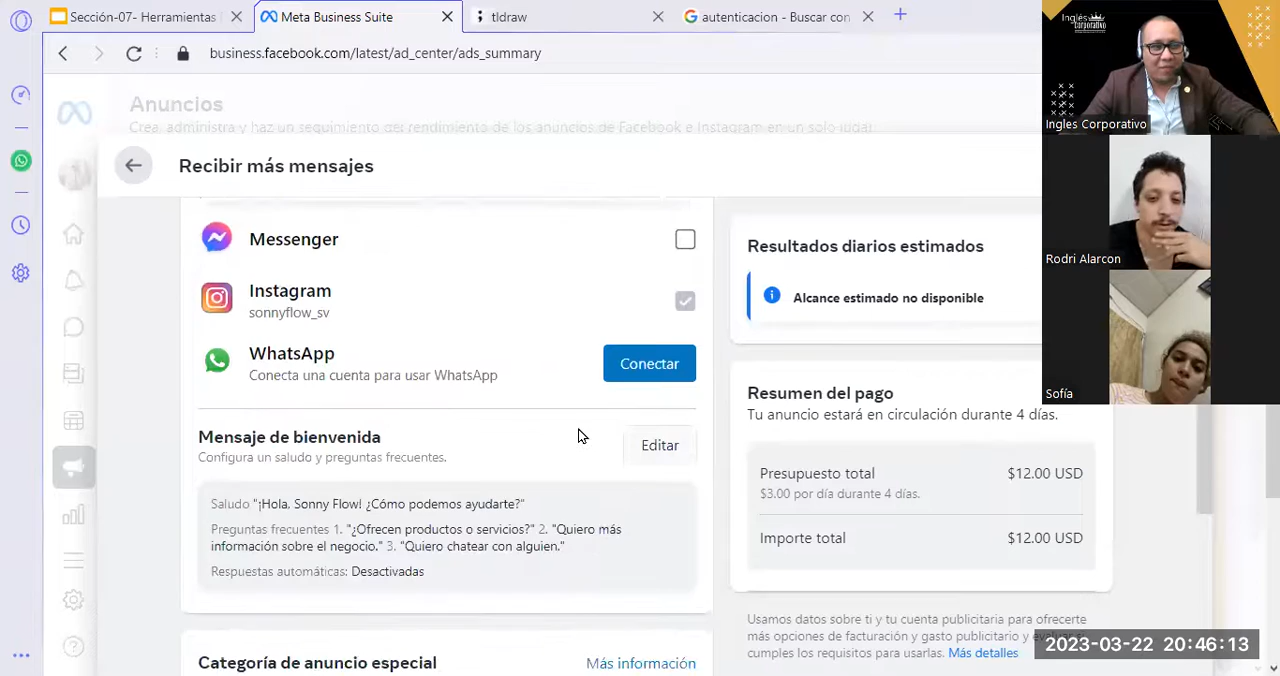 Sección-07- Herramientas
Meta Business Suite
tldraw
autenticacion - Buscar con
business.facebook.com/latest/ad_center/ads_summary
Anuncios
Crea, administra y haz un seguimiento del rendimiento de los anuncios de Facebook e Instagram en un solo lugar.
Recibir más mensajes
Messenger
Instagram
sonnyflow_sv
WhatsApp
Conecta una cuenta para usar WhatsApp
Conectar
Mensaje de bienvenida
Configura un saludo y preguntas frecuentes.
Editar
Saludo "¡Hola, Sonny Flow! ¿Cómo podemos ayudarte?"
Preguntas frecuentes 1. "¿Ofrecen productos o servicios?" 2. "Quiero más
información sobre el negocio." 3. "Quiero chatear con alguien."
Respuestas automáticas: Desactivadas
Categoría de anuncio especial
Más información
Resultados diarios estimados
Alcance estimado no disponible
Resumen del pago
Tu anuncio estará en circulación durante 4 días.
Presupuesto total $12.00 USD
$3.00 por día durante 4 días.
Importe total $12.00 USD
Usamos datos sobre ti y tu cuenta publicitaria para ofrecerte
más opciones de facturación y gasto publicitario y
cumples los requisitos para usarlas. Más detalles
Inglés
Corporativo
Ingles Corporativo
Rodri Alarcon
Sofía
2023-03-22 20:46:13